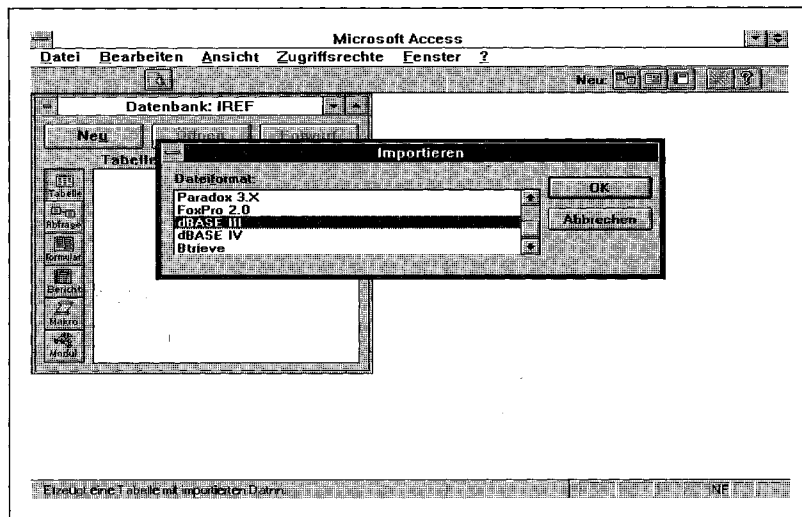 Microsoft Access
Datei Bearbeiten Ansicht Zugriffsrechte Fenster ?
Neu:
Datenbank: IREF
Neu Öffnen Entwurf
Importieren
Dateiformat:
Paradox 3.X
FoxPro 2.0
dBASE III
dBASE IV
Btrieve
OK
Abbrechen
Tabelle
Abfrage
Formular
Bericht
Makro
Modul
Erzeugt eine Tabelle mit importierten Daten.
NF